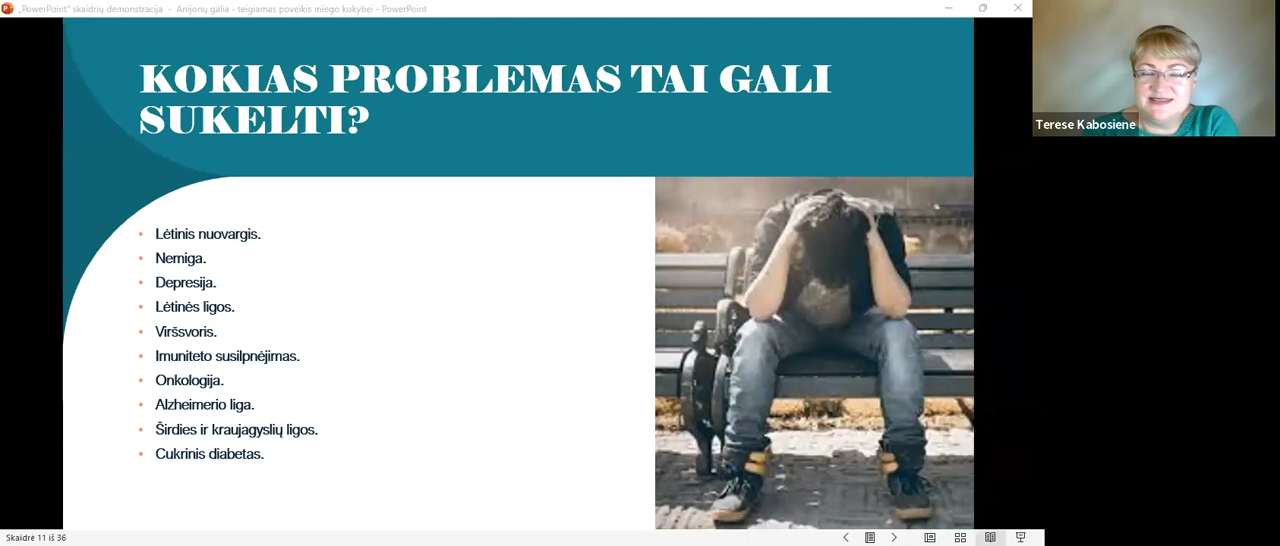 „PowerPoint“ skaidrių demonstracija - Anijonų galia - teigiamas poveikis miego kokybei - PowerPoint
KOKIAS PROBLEMAS TAI GALI
SUKELTI?
Terese Kabosiene
• Lėtinis nuovargis.
• Nemiga.
• Depresija.
• Lėtinės ligos.
• Viršsvoris.
• Imuniteto susilpnėjimas.
• Onkologija.
• Alzheimerio liga.
• Širdies ir kraujagyslių ligos.
• Cukrinis diabetas.
Skaidrė 11 iš 36